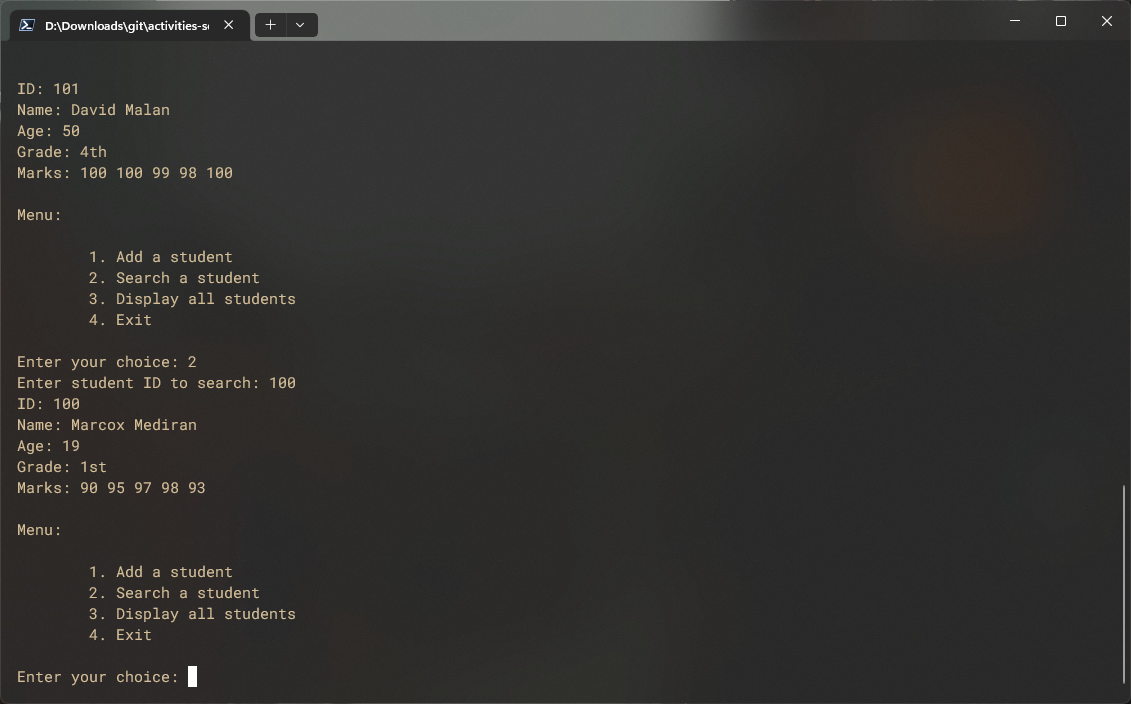 D:\Downloads\git\activities-s
ID: 101
Name: David Malan
Age: 50
Grade: 4th
Marks: 100 100 99 98 100
Menu:
1. Add a student
2. Search a student
3. Display all students
4. Exit
Enter your choice: 2
Enter student ID to search: 100
ID: 100
Name: Marcox Mediran
Age: 19
Grade: 1st
Marks: 90 95 97 98 93
Menu:
1. Add a student
2. Search a student
3. Display all students
4. Exit
Enter your choice: